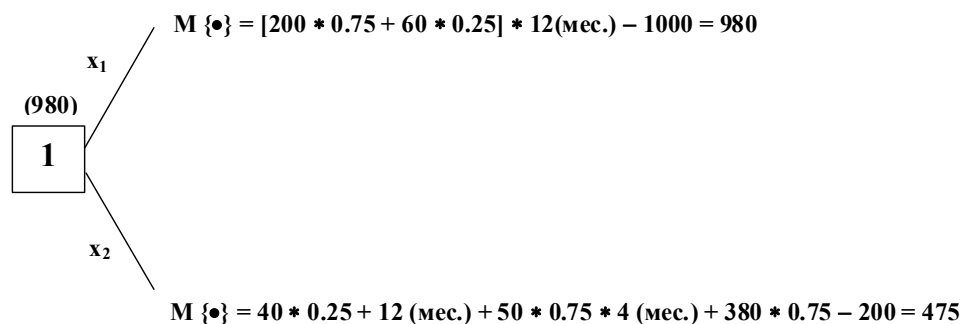 M {●} = [200 * 0.75 + 60 * 0.25] * 12(мес.) – 1000 = 980
x₁
(980)
1
x₂
M {●} = 40 * 0.25 + 12 (мес.) + 50 * 0.75 * 4 (мес.) + 380 * 0.75 – 200 = 475